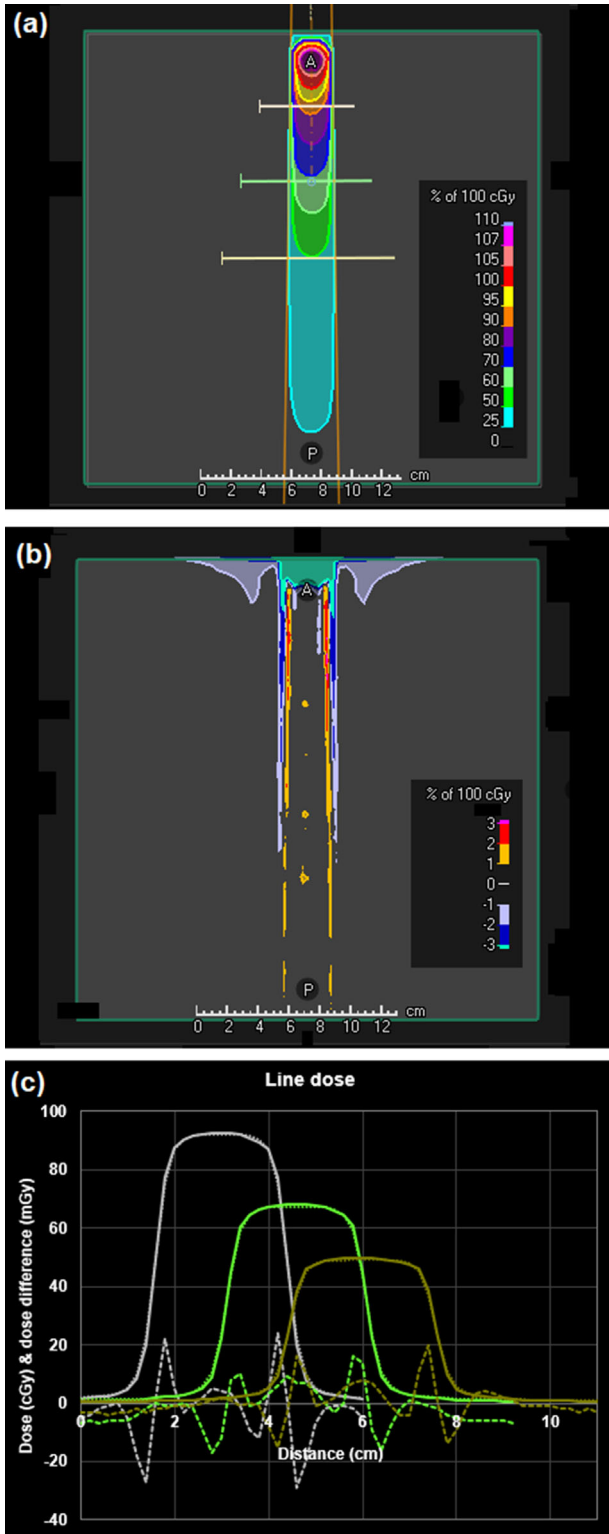 (a)
A
% of 100 cGy
110
107
105
100
95
90
80
70
60
50
25
0
P
cm
0 2 4 6 8 10 12
(b)
A
% of 100 cGy
3
2
1
0
-1
-2
-3
P
cm
0 2 4 6 8 10 12
(c)
Line dose
Dose (cGy) & dose difference (mGy)
100
80
60
40
20
0
-20
-40
0 2 4 6 8 10
Distance (cm)